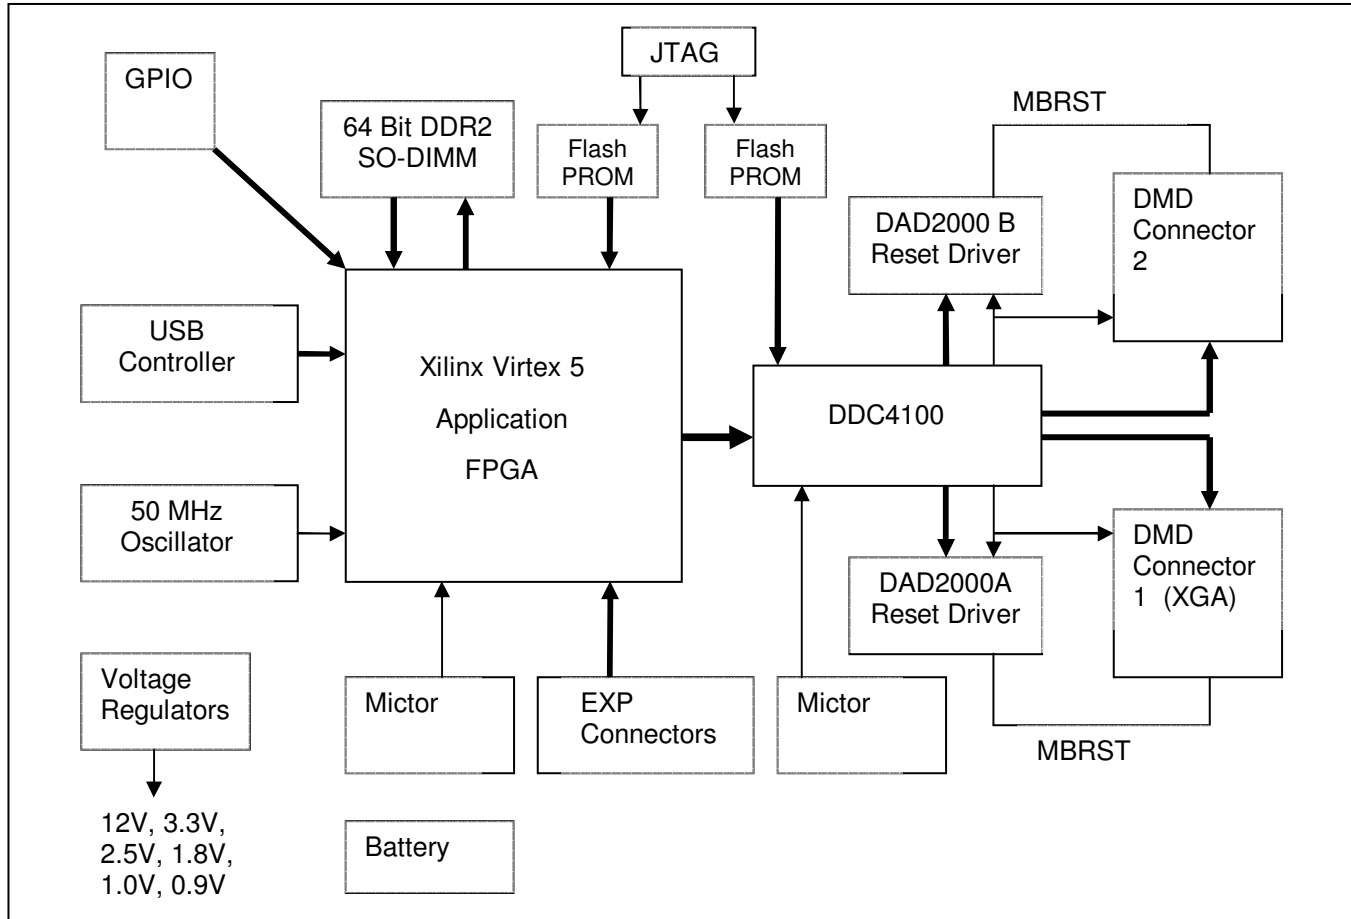 JTAG
GPIO
MBRST
64 Bit DDR2
SO-DIMM
Flash
PROM
Flash
PROM
DMD
Connector
2
DAD2000 B
Reset Driver
USB
Controller
Xilinx Virtex 5
Application
FPGA
DDC4100
50 MHz
Oscillator
DMD
Connector
1 (XGA)
DAD2000A
Reset Driver
Voltage
Regulators
Mictor
EXP
Connectors
Mictor
MBRST
12V, 3.3V,
2.5V, 1.8V,
1.0V, 0.9V
Battery